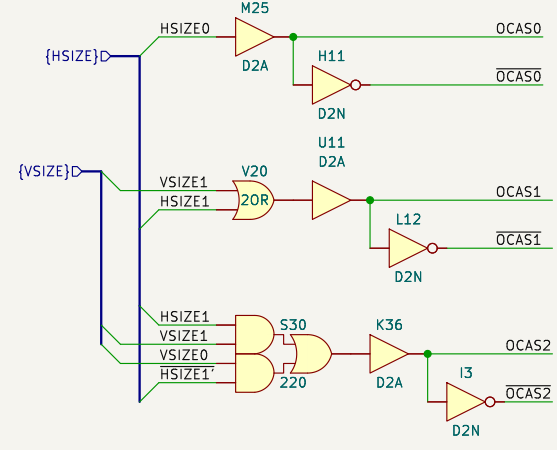 M25
HSIZE0
OCAS0
{HSIZE}
H11
D2A
OCAS0
D2N
U11
D2A
{VSIZE}
V20
VSIZE1
2OR
HSIZE1
OCAS1
L12
OCAS1
D2N
HSIZE1
S30
K36
VSIZE1
OCAS2
VSIZE0
HSIZE1'
220
D2A
I3
OCAS2
D2N